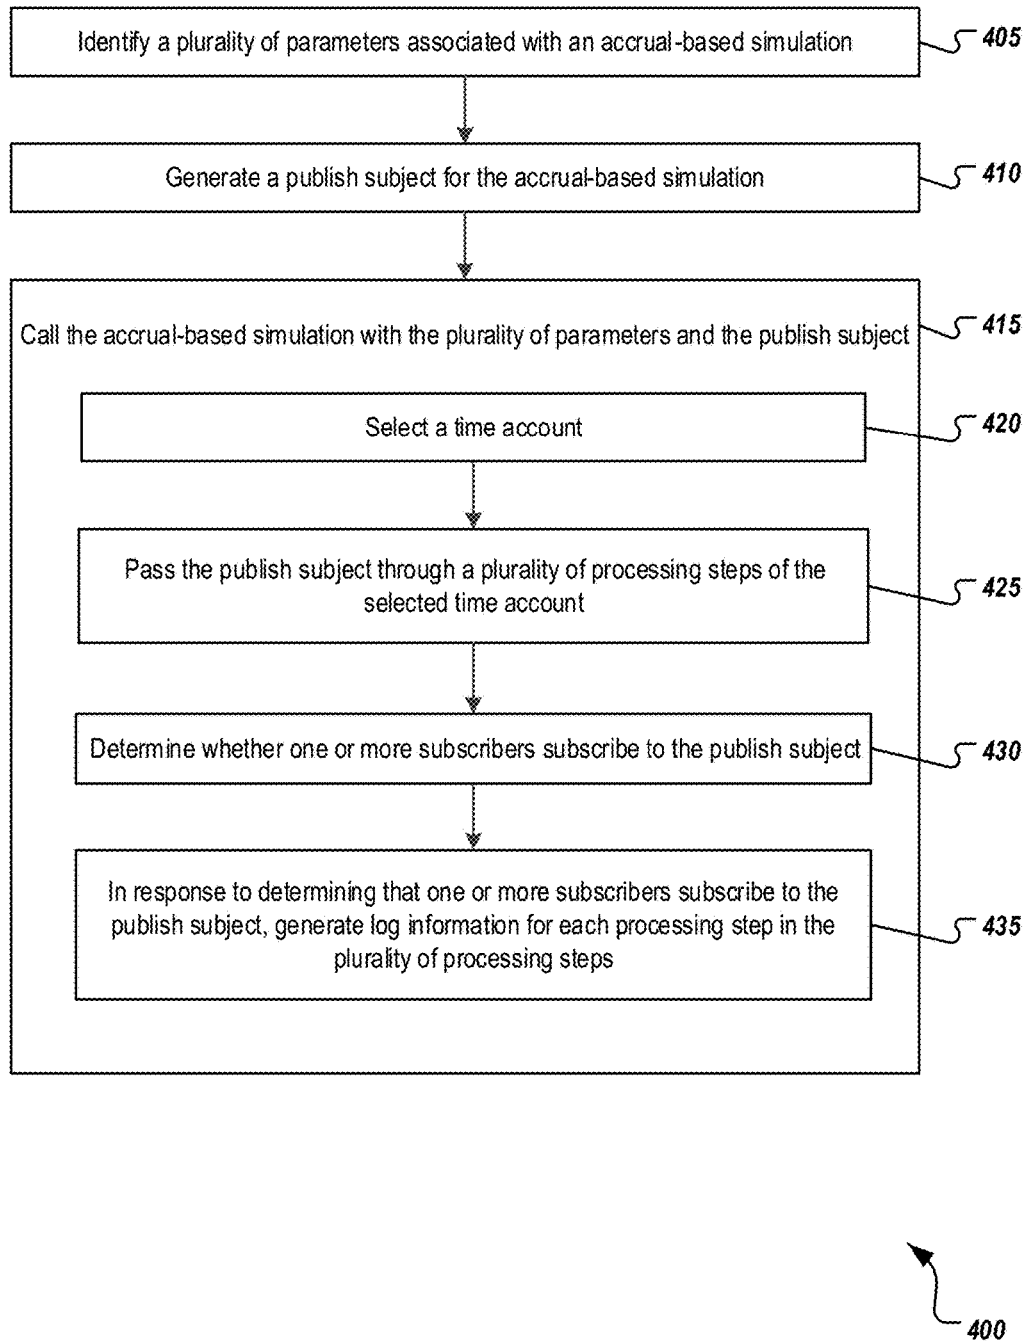 Identify a plurality of parameters associated with an accrual-based simulation
405
Generate a publish subject for the accrual-based simulation
410
Call the accrual-based simulation with the plurality of parameters and the publish subject
415
Select a time account
420
Pass the publish subject through a plurality of processing steps of the
selected time account
425
Determine whether one or more subscribers subscribe to the publish subject
430
In response to determining that one or more subscribers subscribe to the
publish subject, generate log information for each processing step in the
plurality of processing steps
435
400